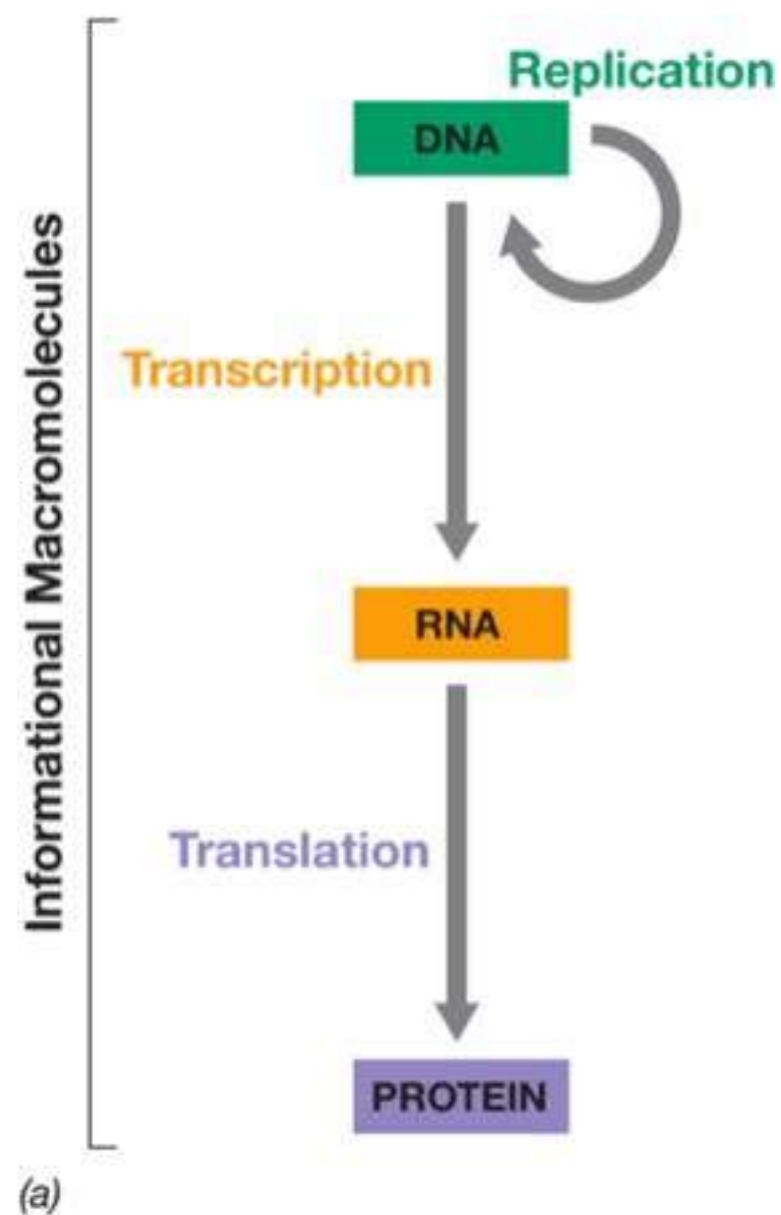 Replication
DNA
Transcription
RNA
Translation
PROTEIN
Informational Macromolecules
(a)